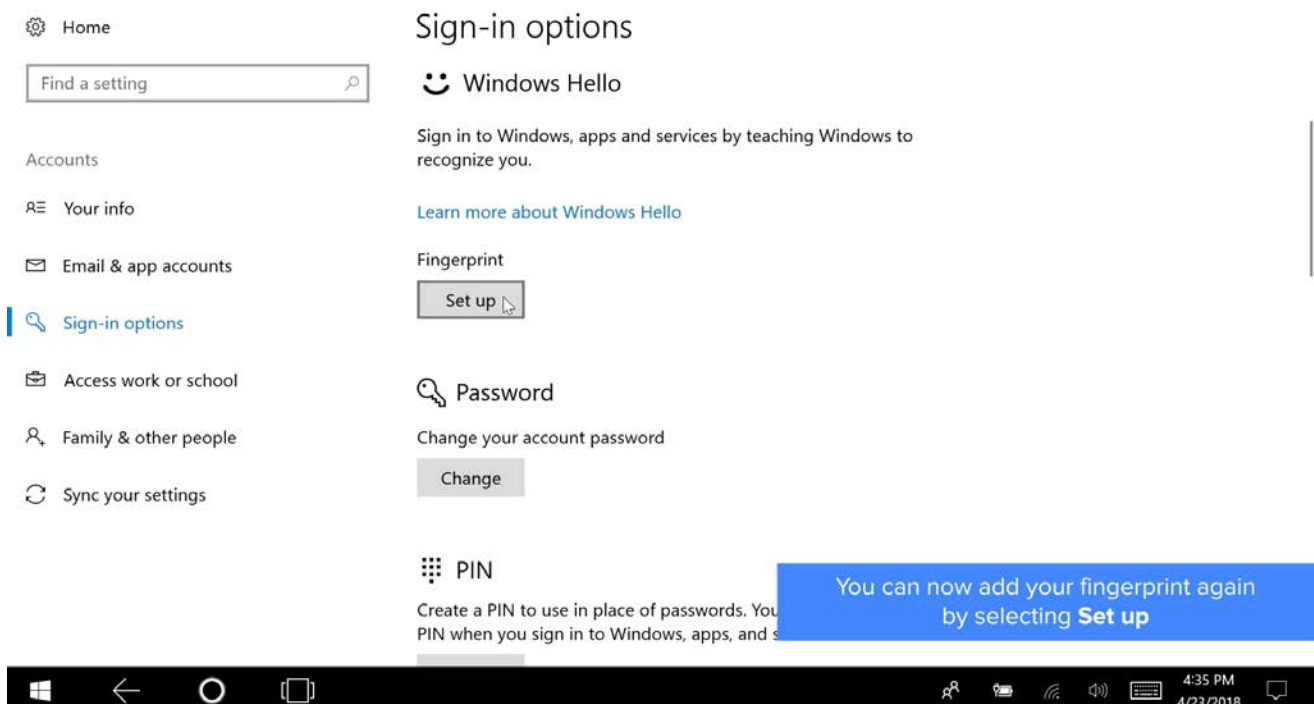 Home
Find a setting
Accounts
Your info
Email & app accounts
Sign-in options
Access work or school
Family & other people
Sync your settings
Sign-in options
Windows Hello
Sign in to Windows, apps and services by teaching Windows to
recognize you.
Learn more about Windows Hello
Fingerprint
Set up
Password
Change your account password
Change
PIN
Create a PIN to use in place of passwords. You
PIN when you sign in to Windows, apps, and s
You can now add your fingerprint again
by selecting Set up
4:35 PM
4/23/2018